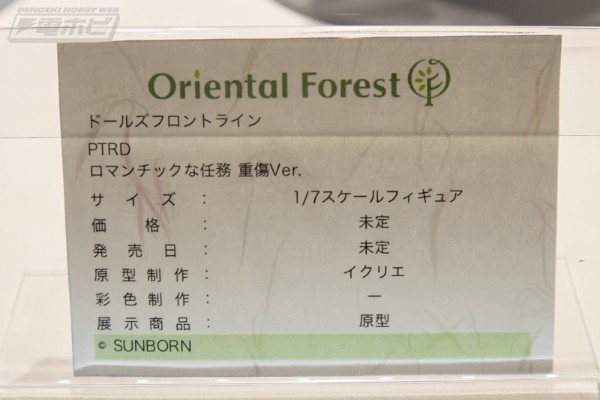 DENGEKI HOBBY WEB
電ホビ
Oriental Forest
ドールズフロントライン
PTRD
ロマンチックな任務 重傷Ver.
サイズ： 1/7スケールフィギュア
価格： 未定
発売日： 未定
原型制作： イクリエ
彩色制作： ー
展示商品： 原型
© SUNBORN